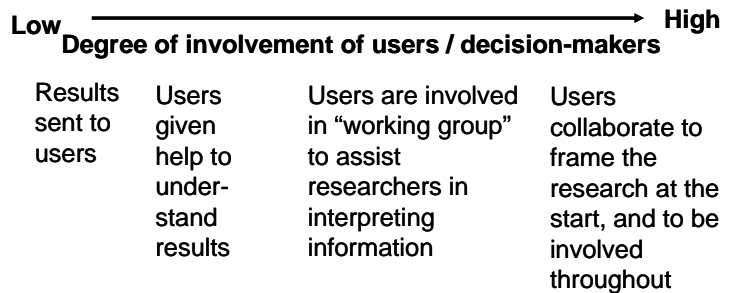 Low High
Degree of involvement of users / decision-makers
Results
sent to
users
Users
given
help to
under-
stand
results
Users are involved
in “working group”
to assist
researchers in
interpreting
information
Users
collaborate to
frame the
research at the
start, and to be
involved
throughout